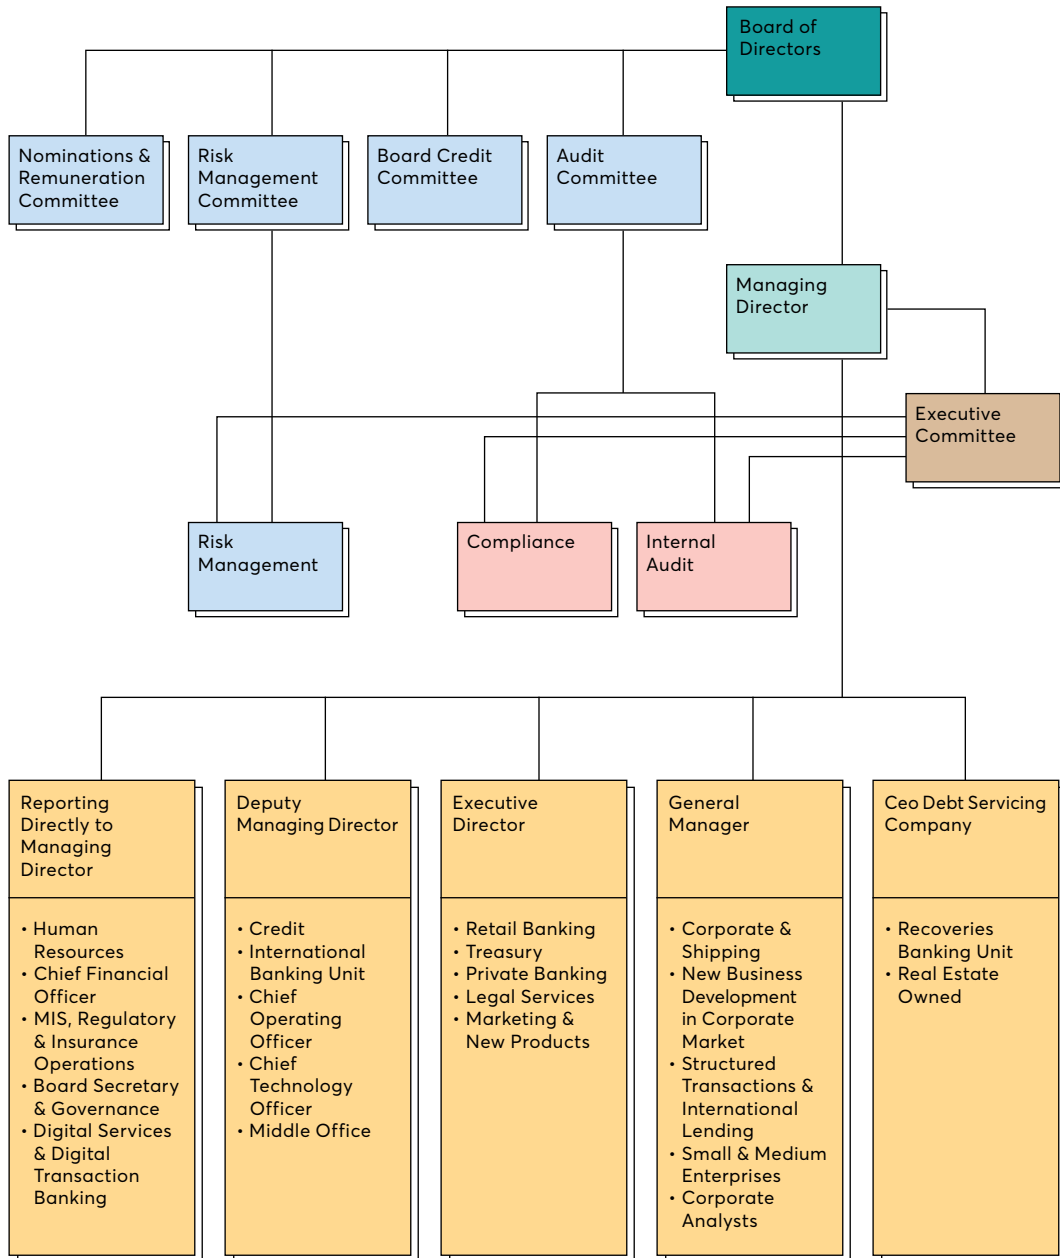 Board of
Directors
Nominations &
Remuneration
Committee
Risk
Management
Committee
Board Credit
Committee
Audit
Committee
Managing
Director
Executive
Committee
Risk
Management
Compliance
Internal
Audit
Reporting
Directly to
Managing
Director
• Human
Resources
• Chief Financial
Officer
• MIS, Regulatory
& Insurance
Operations
• Board Secretary
& Governance
• Digital Services
& Digital
Transaction
Banking
Deputy
Managing Director
• Credit
• International
Banking Unit
• Chief
Operating
Officer
• Chief
Technology
Officer
• Middle Office
Executive
Director
• Retail Banking
• Treasury
• Private Banking
• Legal Services
• Marketing &
New Products
General
Manager
• Corporate &
Shipping
• New Business
Development
in Corporate
Market
• Structured
Transactions &
International
Lending
• Small & Medium
Enterprises
• Corporate
Analysts
Ceo Debt Servicing
Company
• Recoveries
Banking Unit
• Real Estate
Owned